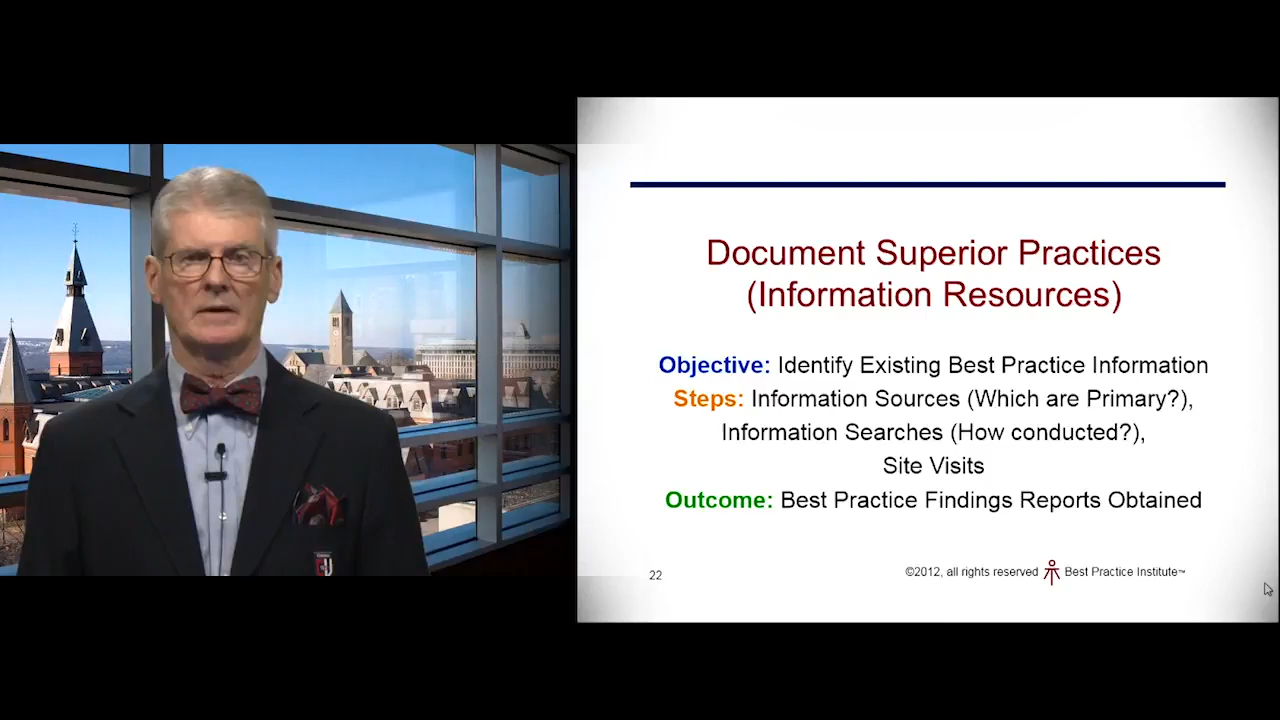 Document Superior Practices
(Information Resources)
Objective: Identify Existing Best Practice Information
Steps: Information Sources (Which are Primary?),
Information Searches (How conducted?),
Site Visits
Outcome: Best Practice Findings Reports Obtained
22
©2012, all rights reserved Best Practice Institute™